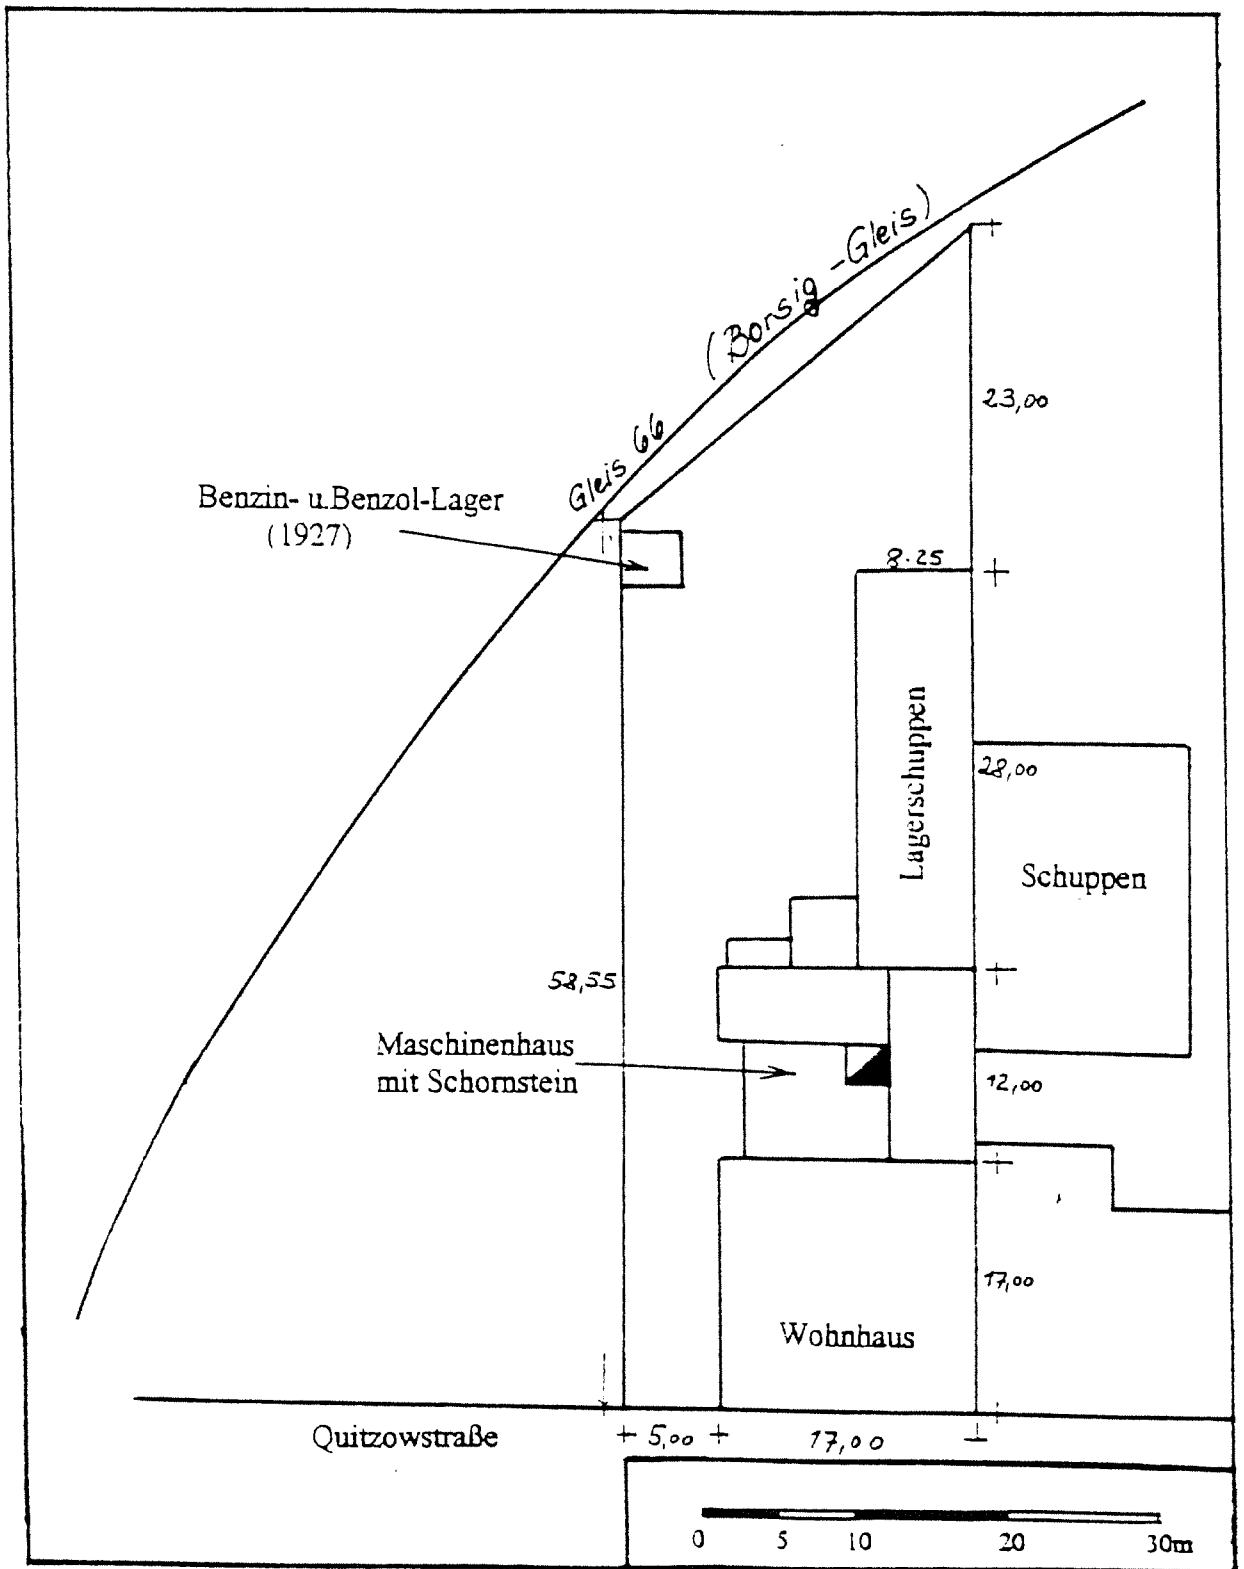 (Borsig-Gleis)
23,00
Gleis 66
Benzin- u.Benzol-Lager
(1927)
8.25
Lagerschuppen
28,00
Schuppen
58,55
Maschinenhaus
mit Schornstein
12,00
17,00
Wohnhaus
Quitzowstraße
5,00
17,00
0 5 10 20 30m